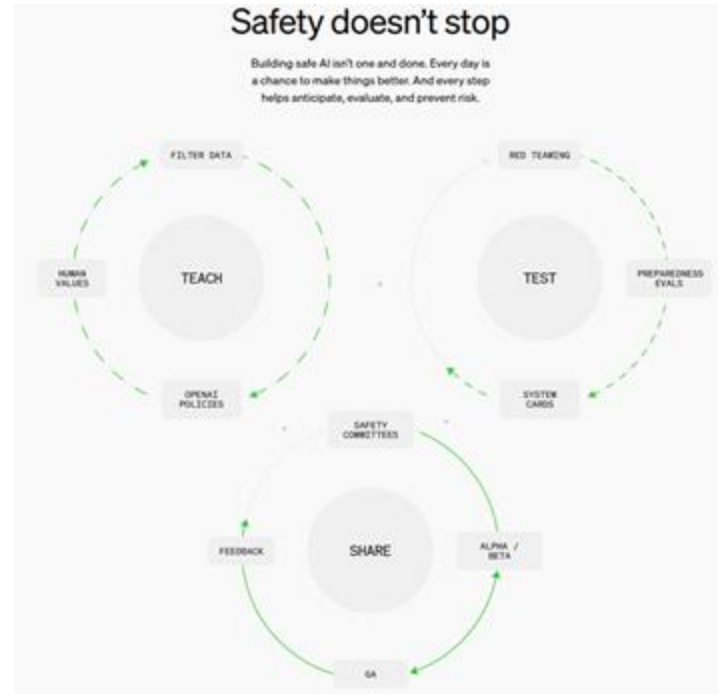 Safety doesn't stop
Building safe AI isn't one and done. Every day is
a chance to make things better. And every step
helps anticipate, evaluate, and prevent risk.
FILTER DATA
HUMAN
VALUES
TEACH
OPENAI
POLICIES
RED TEAMING
TEST
PREPAREDNESS
EVALS
SYSTEM
CARDS
SAFETY
COMMITTEES
FEEDBACK
SHARE
ALPHA /
BETA
GA